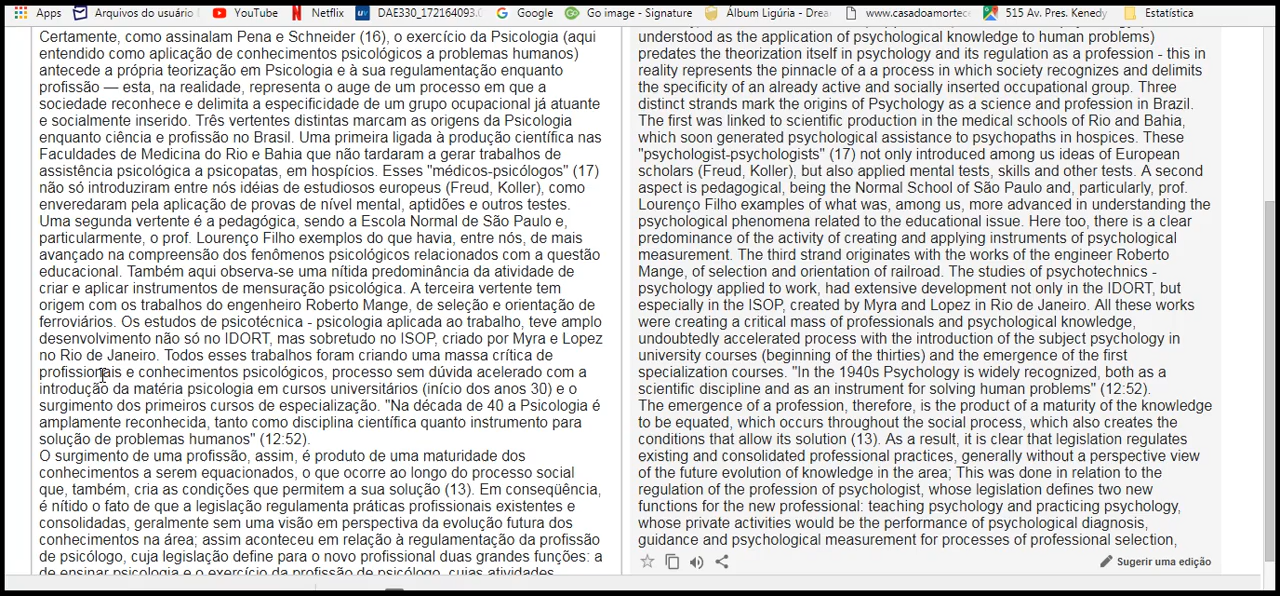 Apps Arquivos do usuário YouTube Netflix DAE330_172164093. Google Go image - Signature Álbum Ligúria - Drea www.casadoamortece 515 Av. Pres. Kenedy Estatística
Certamente, como assinalam Pena e Schneider (16), o exercício da Psicologia (aqui
entendido como aplicação de conhecimentos psicológicos a problemas humanos)
antecede a própria teorização em Psicologia e à sua regulamentação enquanto
profissão — esta, na realidade, representa o auge de um processo em que a
sociedade reconhece e delimita a especificidade de um grupo ocupacional já atuante
e socialmente inserido. Três vertentes distintas marcam as origens da Psicologia
enquanto ciência e profissão no Brasil. Uma primeira ligada à produção científica nas
Faculdades de Medicina do Rio e Bahia que não tardaram a gerar trabalhos de
assistência psicológica a psicopatas, em hospícios. Esses "médicos-psicólogos" (17)
não só introduziram entre nós idéias de estudiosos europeus (Freud, Koller), como
enveredaram pela aplicação de provas de nível mental, aptidões e outros testes.
Uma segunda vertente é a pedagógica, sendo a Escola Normal de São Paulo e,
particularmente, o prof. Lourenço Filho exemplos do que havia, entre nós, de mais
avançado na compreensão dos fenômenos psicológicos relacionados com a questão
educacional. Também aqui observa-se uma nítida predominância da atividade de
criar e aplicar instrumentos de mensuração psicológica. A terceira vertente tem
origem com os trabalhos do engenheiro Roberto Mange, de seleção e orientação de
ferroviários. Os estudos de psicotécnica - psicologia aplicada ao trabalho, teve amplo
desenvolvimento não só no IDORT, mas sobretudo no ISOP, criado por Myra e Lopez
no Rio de Janeiro. Todos esses trabalhos foram criando uma massa crítica de
profissionais e conhecimentos psicológicos, processo sem dúvida acelerado com a
introdução da matéria psicologia em cursos universitários (início dos anos 30) e o
surgimento dos primeiros cursos de especialização. "Na década de 40 a Psicologia é
amplamente reconhecida, tanto como disciplina científica quanto instrumento para
solução de problemas humanos" (12:52).
O surgimento de uma profissão, assim, é produto de uma maturidade dos
conhecimentos a serem equacionados, o que ocorre ao longo do processo social
que, também, cria as condições que permitem a sua solução (13). Em conseqüência,
é nítido o fato de que a legislação regulamenta práticas profissionais existentes e
consolidadas, geralmente sem uma visão em perspectiva da evolução futura dos
conhecimentos na área; assim aconteceu em relação à regulamentação da profissão
de psicólogo, cuja legislação define para o novo profissional duas grandes funções: a
de ensinar psicologia e o exercício da profissão de psicólogo, cujas atividades
understood as the application of psychological knowledge to human problems)
predates the theorization itself in psychology and its regulation as a profession - this in
reality represents the pinnacle of a a process in which society recognizes and delimits
the specificity of an already active and socially inserted occupational group. Three
distinct strands mark the origins of Psychology as a science and profession in Brazil.
The first was linked to scientific production in the medical schools of Rio and Bahia,
which soon generated psychological assistance to psychopaths in hospices. These
"psychologist-psychologists" (17) not only introduced among us ideas of European
scholars (Freud, Koller), but also applied mental tests, skills and other tests. A second
aspect is pedagogical, being the Normal School of São Paulo and, particularly, prof.
Lourenço Filho examples of what was, among us, more advanced in understanding the
psychological phenomena related to the educational issue. Here too, there is a clear
predominance of the activity of creating and applying instruments of psychological
measurement. The third strand originates with the works of the engineer Roberto
Mange, of selection and orientation of railroad. The studies of psychotechnics -
psychology applied to work, had extensive development not only in the IDORT, but
especially in the ISOP, created by Myra and Lopez in Rio de Janeiro. All these works
were creating a critical mass of professionals and psychological knowledge,
undoubtedly accelerated process with the introduction of the subject psychology in
university courses (beginning of the thirties) and the emergence of the first
specialization courses. "In the 1940s Psychology is widely recognized, both as a
scientific discipline and as an instrument for solving human problems" (12:52).
The emergence of a profession, therefore, is the product of a maturity of the knowledge
to be equated, which occurs throughout the social process, which also creates the
conditions that allow its solution (13). As a result, it is clear that legislation regulates
existing and consolidated professional practices, generally without a perspective view
of the future evolution of knowledge in the area; This was done in relation to the
regulation of the profession of psychologist, whose legislation defines two new
functions for the new professional: teaching psychology and practicing psychology,
whose private activities would be the performance of psychological diagnosis,
guidance and psychological measurement for processes of professional selection,
Sugerir uma edição